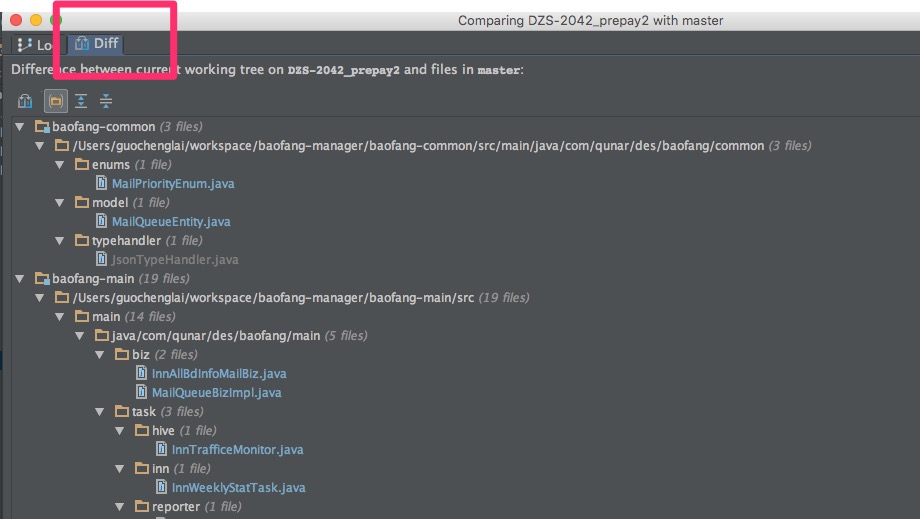 Comparing DZS-2042_prepay2 with master
Lo Diff
Difference between current working tree on DZS-2042_prepay2 and files in master:
baofang-common (3 files)
/Users/guochenglai/workspace/baofang-manager/baofang-common/src/main/java/com/qunar/des/baofang/common (3 files)
enums (1 file)
MailPriorityEnum.java
model (1 file)
MailQueueEntity.java
typehandler (1 file)
JsonTypeHandler.java
baofang-main (19 files)
/Users/guochenglai/workspace/baofang-manager/baofang-main/src (19 files)
main (14 files)
java/com/qunar/des/baofang/main (5 files)
biz (2 files)
InnAllBdInfoMailBiz.java
MailQueueBizImpl.java
task (3 files)
hive (1 file)
InnTrafficeMonitor.java
inn (1 file)
InnWeeklyStatTask.java
reporter (1 file)